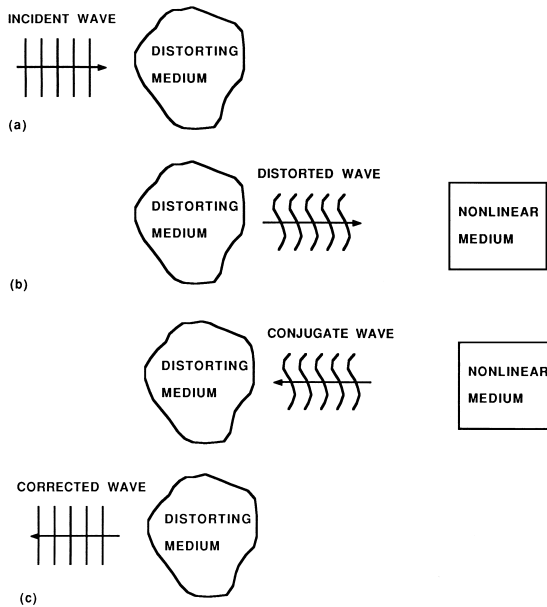 INCIDENT WAVE
DISTORTING
MEDIUM
(a)
DISTORTED WAVE
DISTORTING
MEDIUM
NONLINEAR
MEDIUM
(b)
CONJUGATE WAVE
DISTORTING
MEDIUM
NONLINEAR
MEDIUM
CORRECTED WAVE
DISTORTING
MEDIUM
(c)